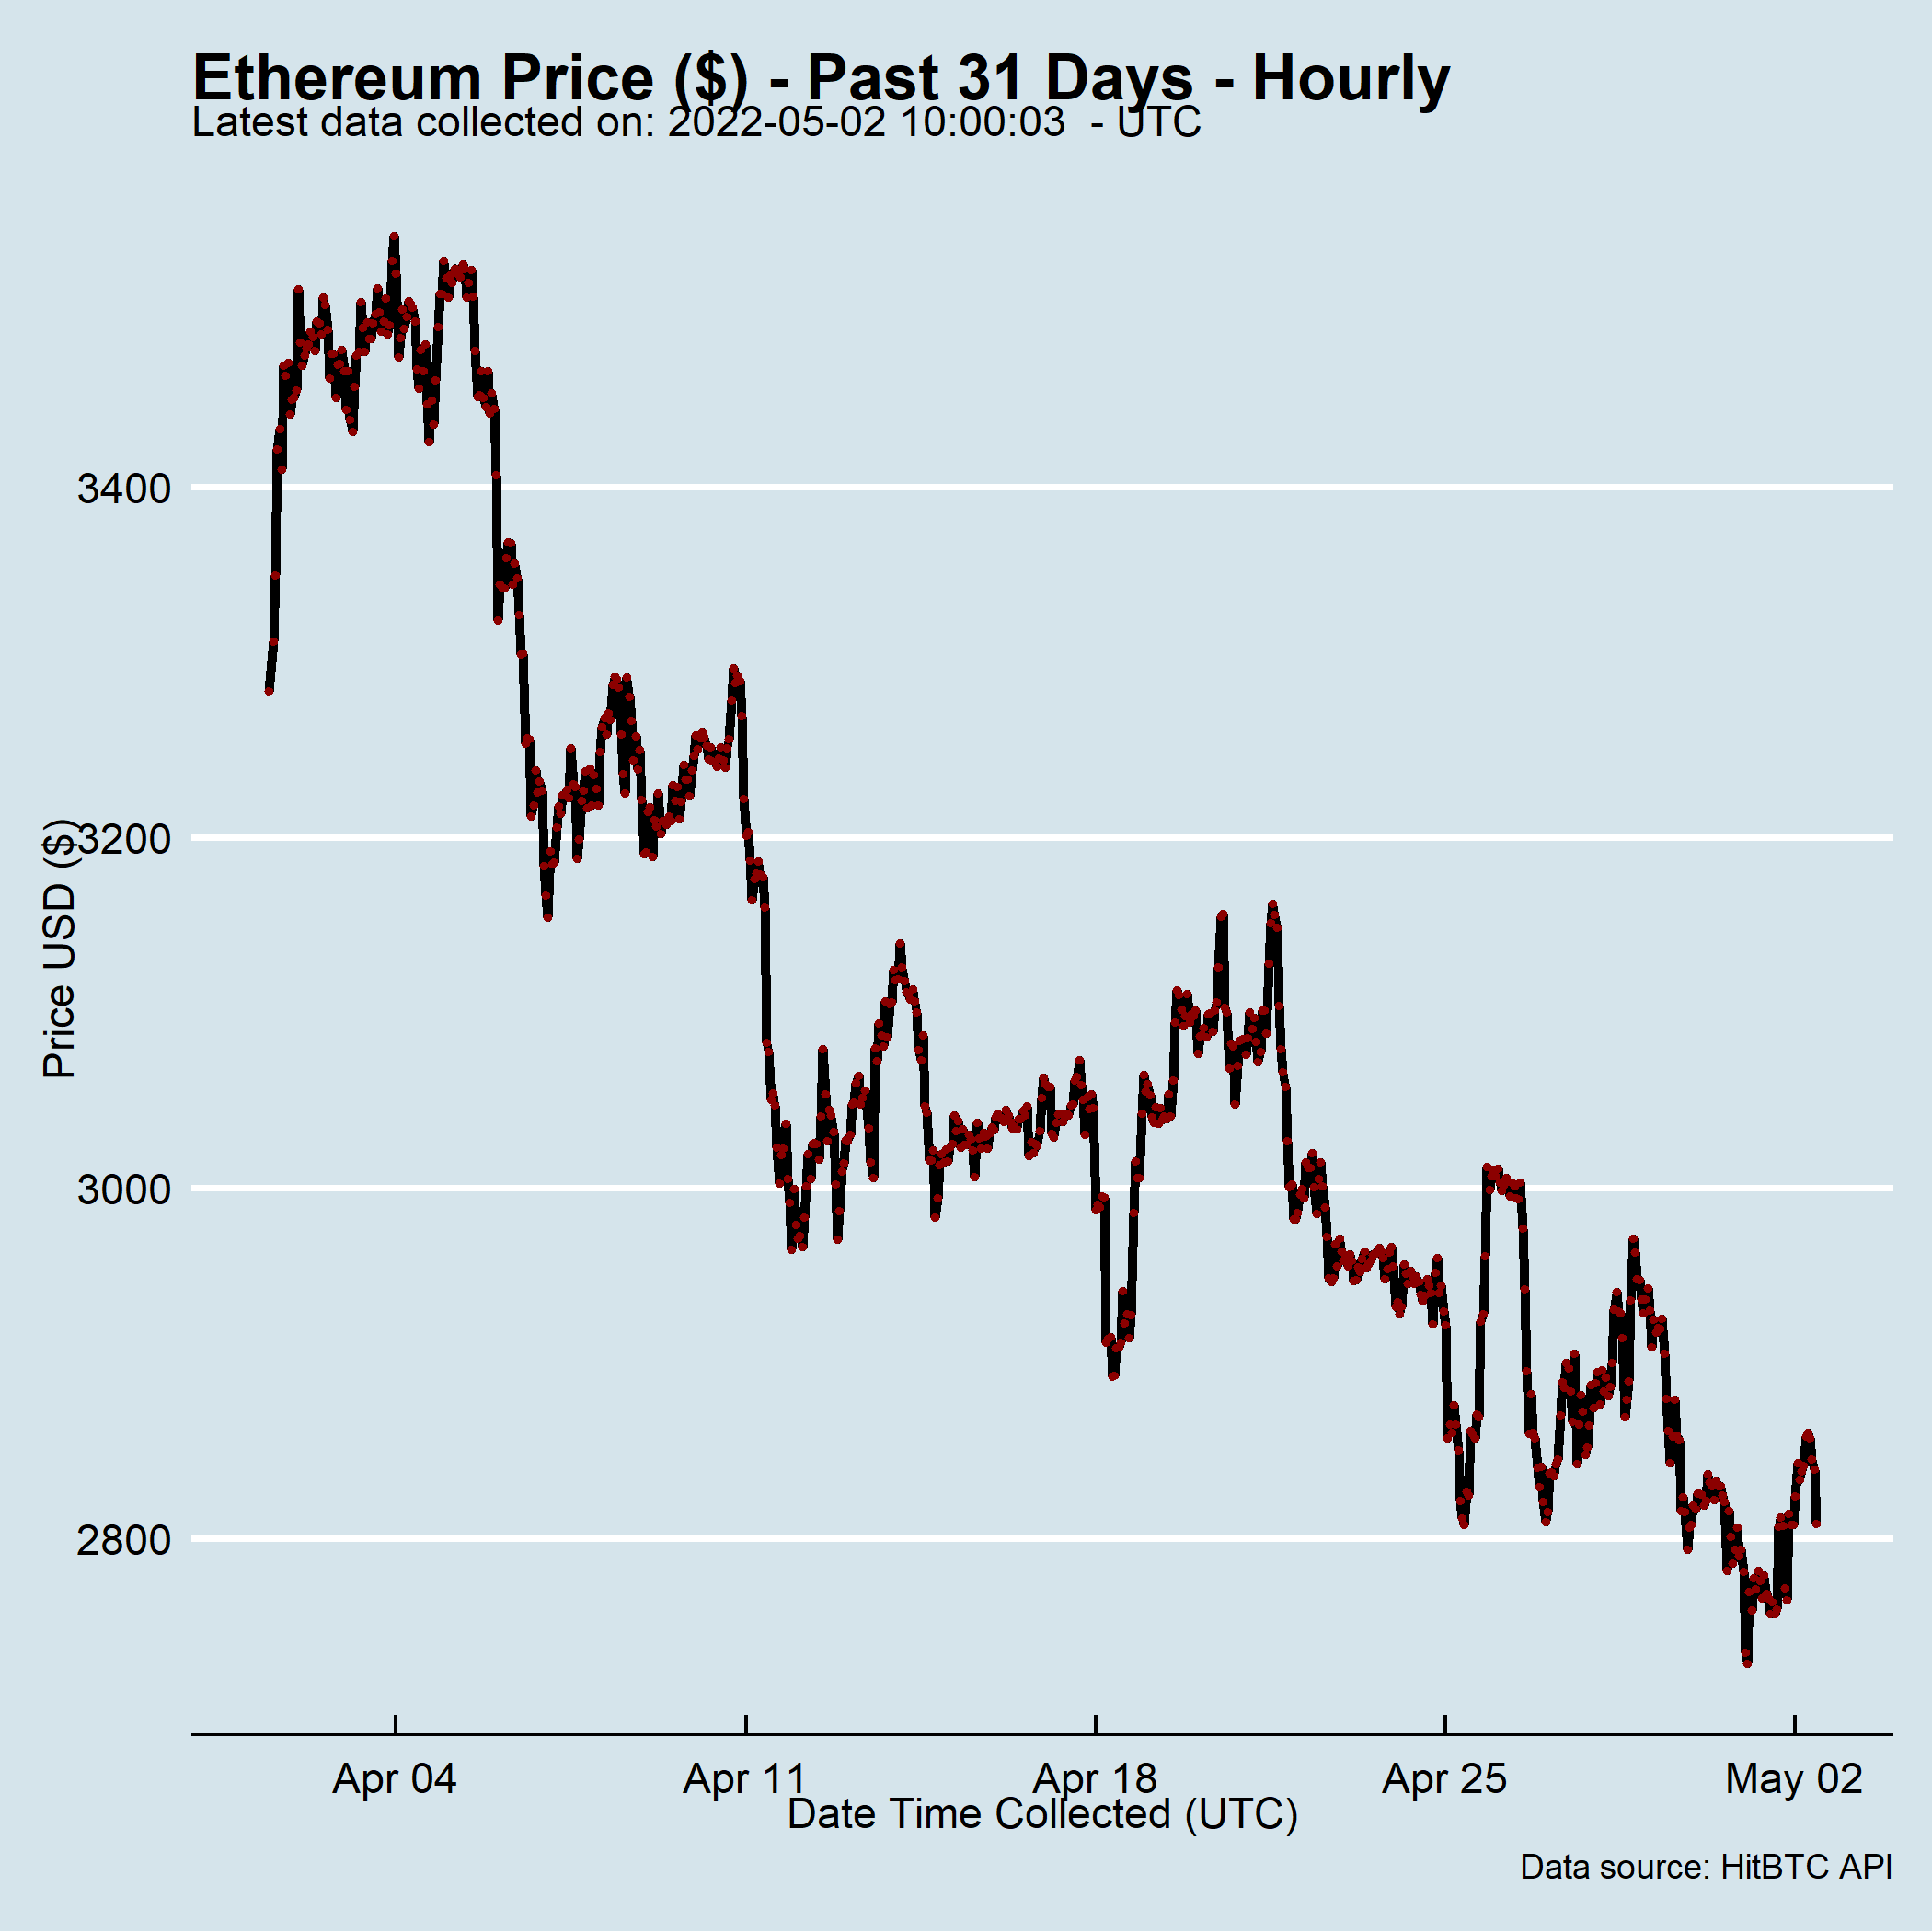 Ethereum Price ($) - Past 31 Days - Hourly
Latest data collected on: 2022-05-02 10:00:03  - UTC
3400
3200
3000
2800
Price USD ($)
Apr 04
Apr 11
Apr 18
Apr 25
May 02
Date Time Collected (UTC)
Data source: HitBTC API